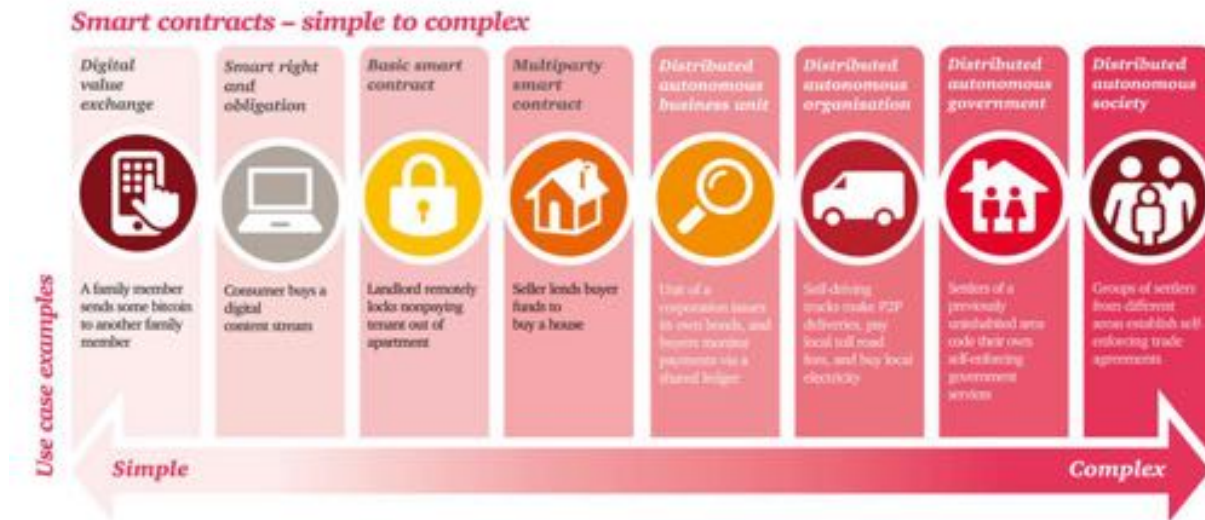 Smart contracts – simple to complex
Digital
value
exchange
Smart right
and
obligation
Basic smart
contract
Multiparty
smart
contract
Distributed
autonomous
business unit
Distributed
autonomous
organisation
Distributed
autonomous
government
Distributed
autonomous
society
Use case examples
A family member
sends some bitcoin
to another family
member
Consumer buys a
digital
content stream
Landlord remotely
locks nonpaying
tenant out of
apartment
Seller lends buyer
funds to
buy a house
Unit of a
corporation issues
its own bonds, and
buyers monitor
payments via a
shared ledger
Self-driving
trucks make P2P
deliveries, pay
local toll road
fees, and buy local
electricity
Settlers of a
previously
uninhabited area
code their own
self-enforcing
government
services
Groups of settlers
from different
areas establish self
enforcing trade
agreements
Simple
Complex